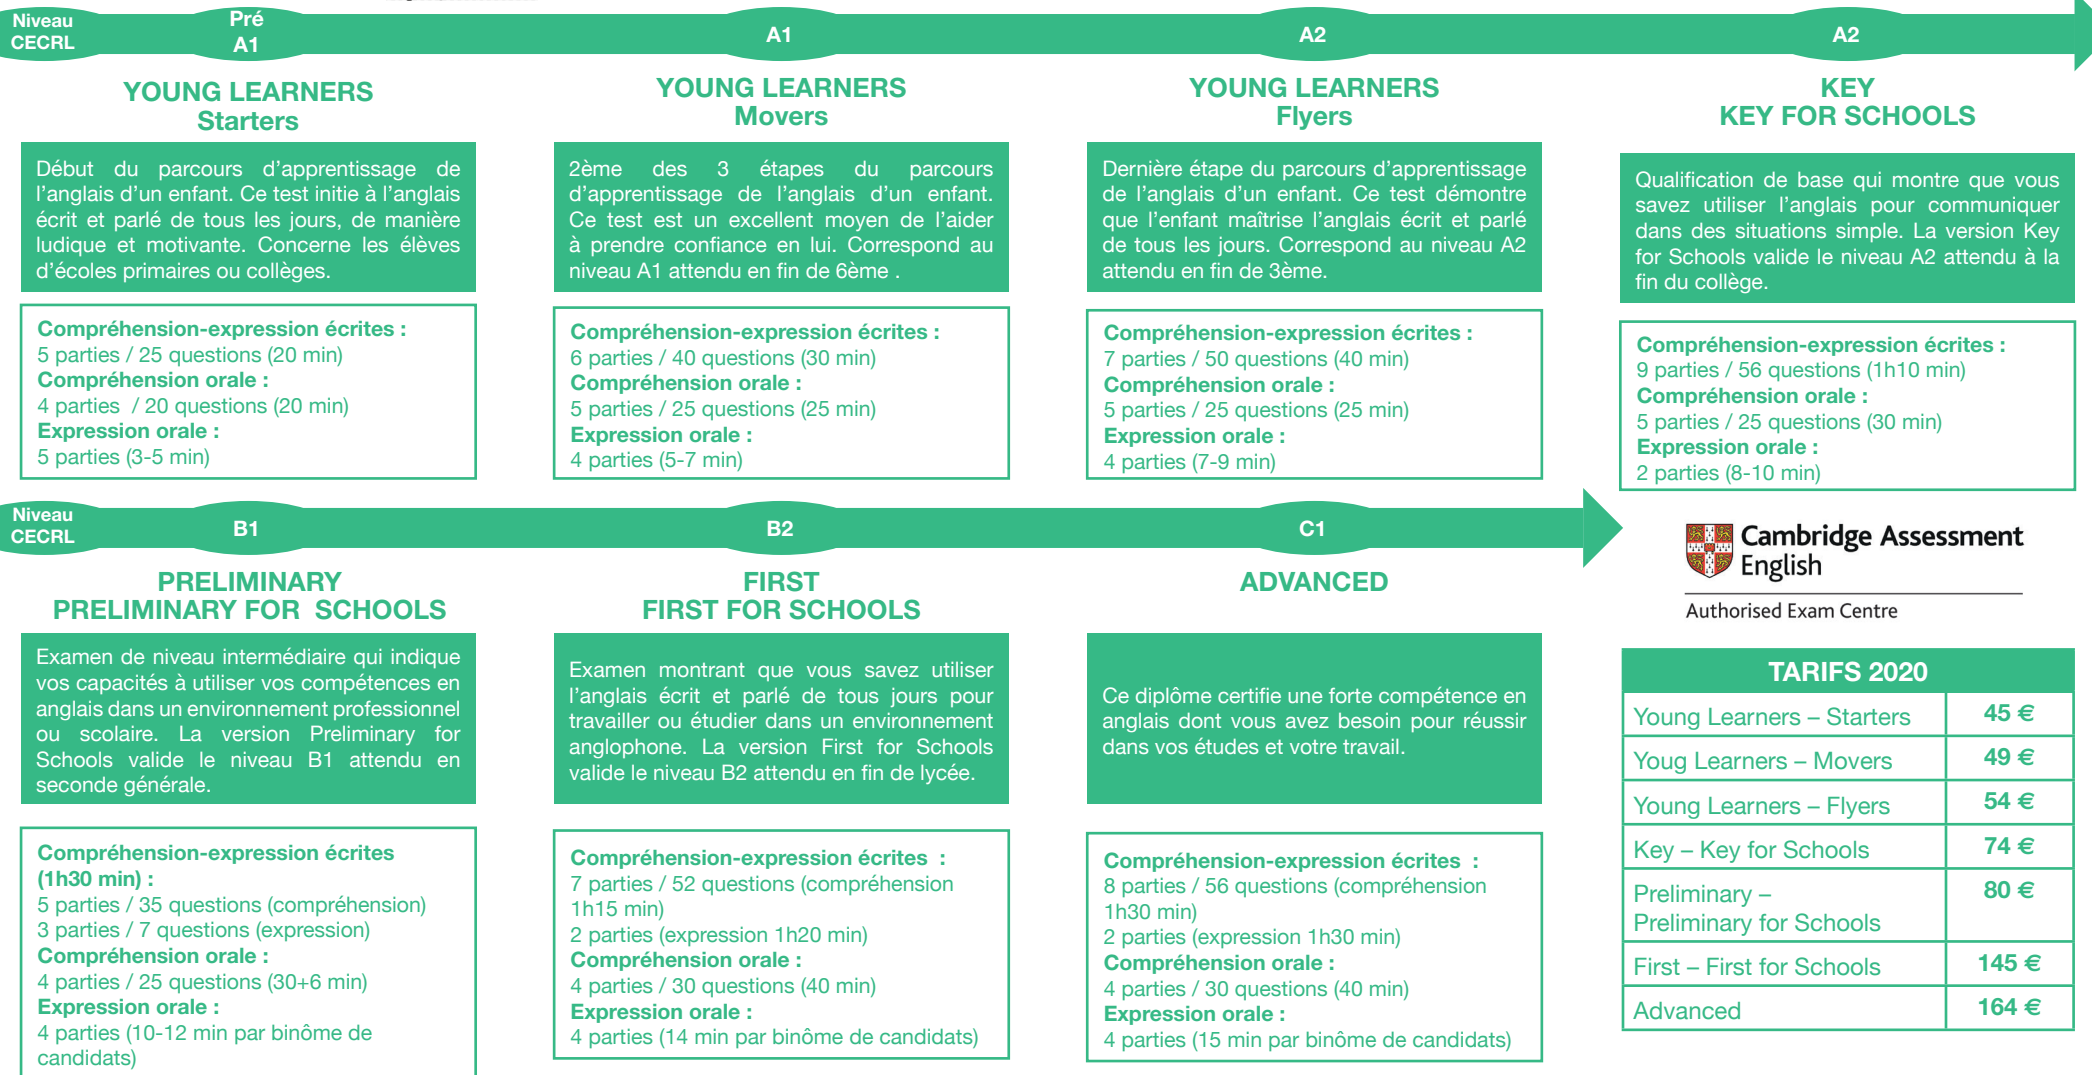 Niveau
CECRL
Pré
A1
A1
A2
A2
YOUNG LEARNERS
Starters
Début du parcours d'apprentissage de
l'anglais d'un enfant. Ce test initie à l'anglais
écrit et parlé de tous les jours, de manière
ludique et motivante. Concerne les élèves
d'écoles primaires ou collèges.
Compréhension-expression écrites :
5 parties / 25 questions (20 min)
Compréhension orale :
4 parties / 20 questions (20 min)
Expression orale :
5 parties (3-5 min)
YOUNG LEARNERS
Movers
2ème des 3 étapes du parcours
d'apprentissage de l'anglais d'un enfant.
Ce test est un excellent moyen de l'aider
à prendre confiance en lui. Correspond au
niveau A1 attendu en fin de 6ème .
Compréhension-expression écrites :
6 parties / 40 questions (30 min)
Compréhension orale :
5 parties / 25 questions (25 min)
Expression orale :
4 parties (5-7 min)
YOUNG LEARNERS
Flyers
Dernière étape du parcours d'apprentissage
de l'anglais d'un enfant. Ce test démontre
que l'enfant maîtrise l'anglais écrit et parlé
de tous les jours. Correspond au niveau A2
attendu en fin de 3ème.
Compréhension-expression écrites :
7 parties / 50 questions (40 min)
Compréhension orale :
5 parties / 25 questions (25 min)
Expression orale :
4 parties (7-9 min)
KEY
KEY FOR SCHOOLS
Qualification de base qui montre que vous
savez utiliser l'anglais pour communiquer
dans des situations simple. La version Key
for Schools valide le niveau A2 attendu à la
fin du collège.
Compréhension-expression écrites :
9 parties / 56 questions (1h10 min)
Compréhension orale :
5 parties / 25 questions (30 min)
Expression orale :
2 parties (8-10 min)
Niveau
CECRL
B1
B2
C1
PRELIMINARY
PRELIMINARY FOR SCHOOLS
Examen de niveau intermédiaire qui indique
vos capacités à utiliser vos compétences en
anglais dans un environnement professionnel
ou scolaire. La version Preliminary for
Schools valide le niveau B1 attendu en
seconde générale.
Compréhension-expression écrites
(1h30 min) :
5 parties / 35 questions (compréhension)
3 parties / 7 questions (expression)
Compréhension orale :
4 parties / 25 questions (30+6 min)
Expression orale :
4 parties (10-12 min par binôme de
candidats)
FIRST
FIRST FOR SCHOOLS
Examen montrant que vous savez utiliser
l'anglais écrit et parlé de tous jours pour
travailler ou étudier dans un environnement
anglophone. La version First for Schools
valide le niveau B2 attendu en fin de lycée.
Compréhension-expression écrites :
7 parties / 52 questions (compréhension
1h15 min)
2 parties (expression 1h20 min)
Compréhension orale :
4 parties / 30 questions (40 min)
Expression orale :
4 parties (14 min par binôme de candidats)
ADVANCED
Ce diplôme certifie une forte compétence en
anglais dont vous avez besoin pour réussir
dans vos études et votre travail.
Compréhension-expression écrites :
8 parties / 56 questions (compréhension
1h30 min)
2 parties (expression 1h30 min)
Compréhension orale :
4 parties / 30 questions (40 min)
Expression orale :
4 parties (15 min par binôme de candidats)
Cambridge Assessment
English
Authorised Exam Centre
TARIFS 2020
Young Learners – Starters 45 €
Youg Learners – Movers 49 €
Young Learners – Flyers 54 €
Key – Key for Schools 74 €
Preliminary – 80 €
Preliminary for Schools
First – First for Schools 145 €
Advanced 164 €